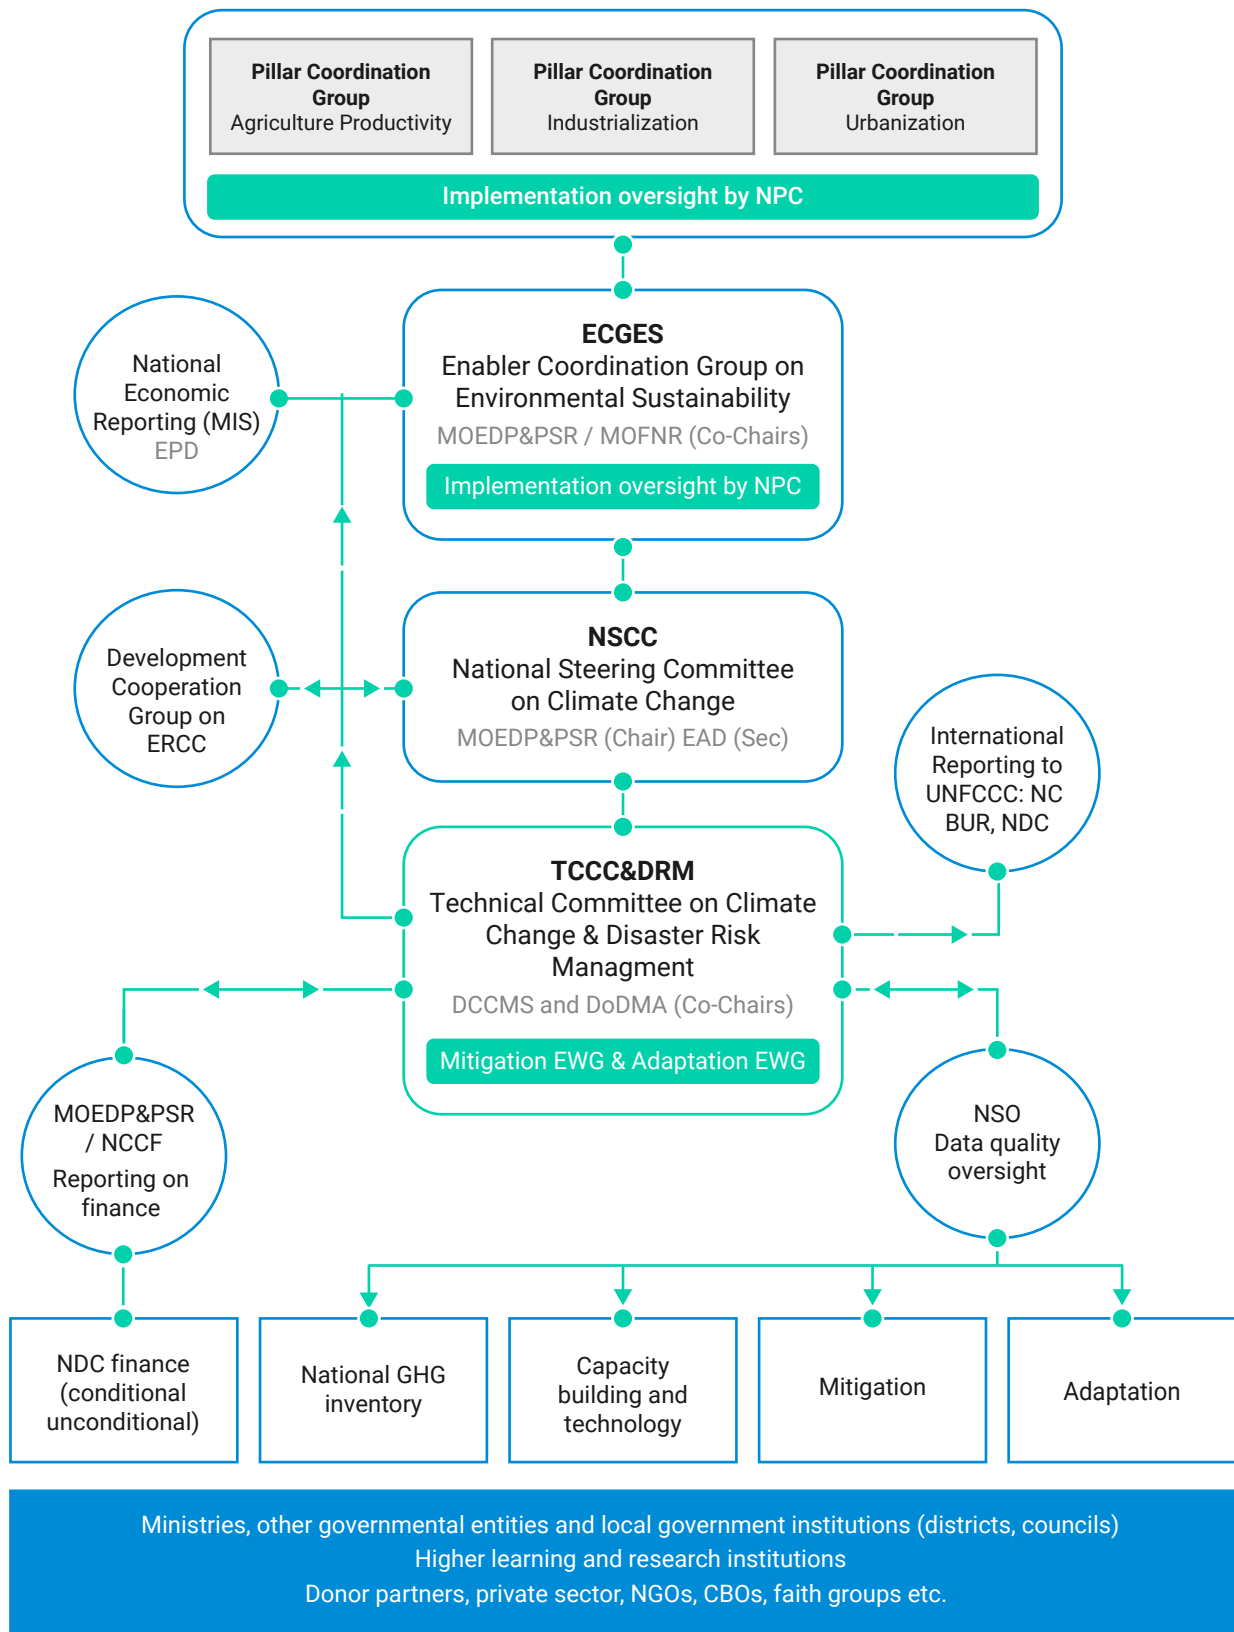 Pillar Coordination
Group
Agriculture Productivity
Pillar Coordination
Group
Industrialization
Pillar Coordination
Group
Urbanization
Implementation oversight by NPC
ECGES
Enabler Coordination Group on
Environmental Sustainability
MOEDP&PSR / MOFNR (Co-Chairs)
Implementation oversight by NPC
National
Economic
Reporting (MIS)
EPD
NSCC
National Steering Committee
on Climate Change
MOEDP&PSR (Chair) EAD (Sec)
Development
Cooperation
Group on
ERCC
International
Reporting to
UNFCCC: NC
BUR, NDC
TCCC&DRM
Technical Committee on Climate
Change & Disaster Risk
Managment
DCCMS and DoDMA (Co-Chairs)
Mitigation EWG & Adaptation EWG
MOEDP&PSR
/ NCCF
Reporting on
finance
NSO
Data quality
oversight
NDC finance
(conditional
unconditional)
National GHG
inventory
Capacity
building and
technology
Mitigation
Adaptation
Ministries, other governmental entities and local government institutions (districts, councils)
Higher learning and research institutions
Donor partners, private sector, NGOs, CBOs, faith groups etc.